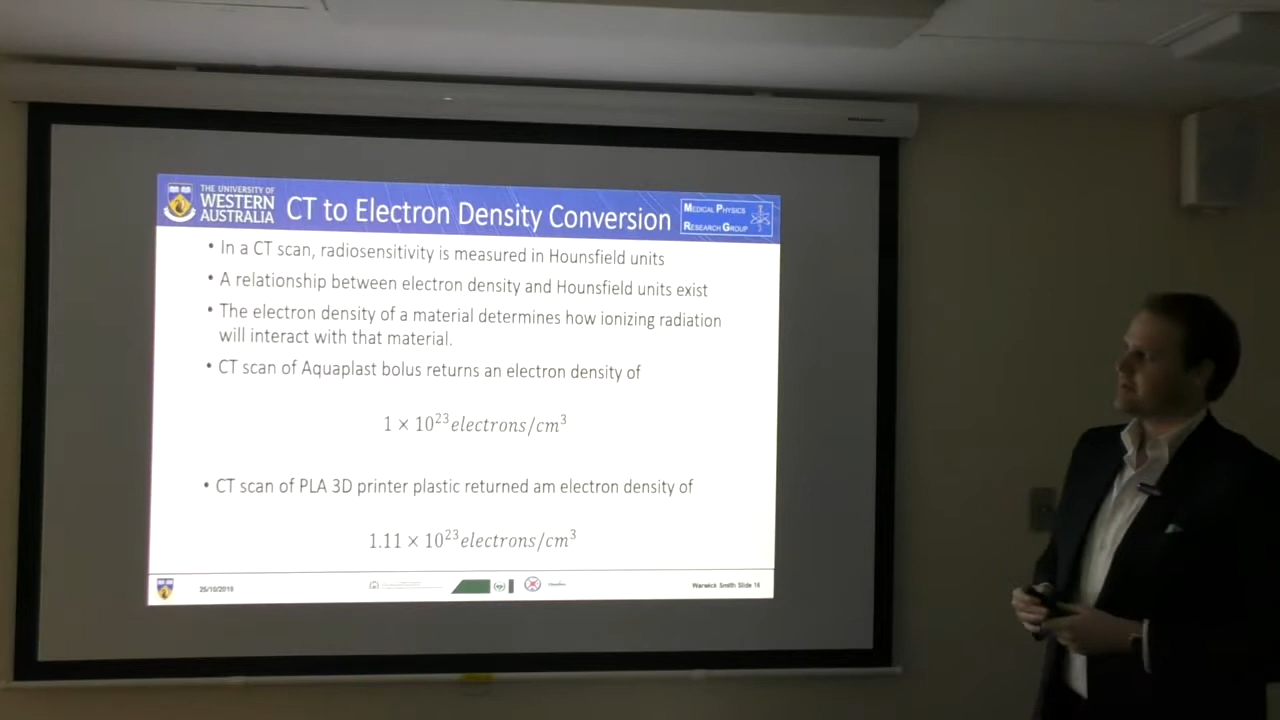 THE UNIVERSITY OF
WESTERN
AUSTRALIA
CT to Electron Density Conversion
MEDICAL PHYSICS
RESEARCH GROUP
• In a CT scan, radiosensitivity is measured in Hounsfield units
• A relationship between electron density and Hounsfield units exist
• The electron density of a material determines how ionizing radiation
will interact with that material.
• CT scan of Aquaplast bolus returns an electron density of
1 × 10²³electrons/cm³
• CT scan of PLA 3D printer plastic returned am electron density of
1.11 × 10²³electrons/cm³
Warwick Smith Slide 16